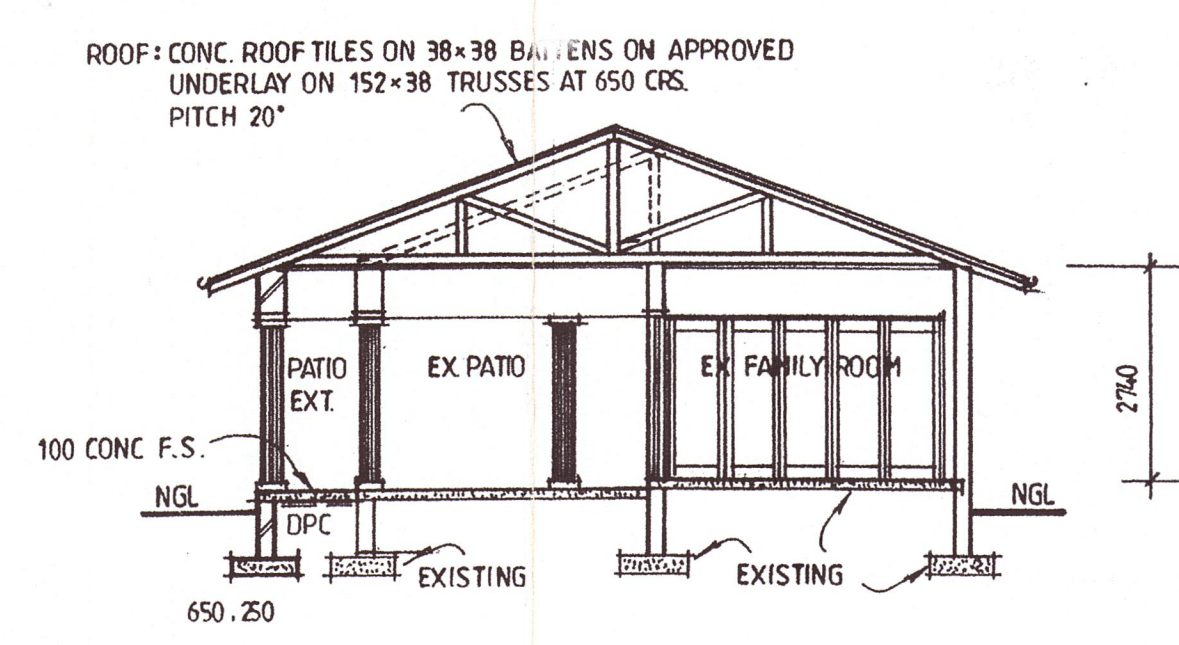 ROOF: CONC. ROOF TILES ON 38×38 BATTENS ON APPROVED
UNDERLAY ON 152×38 TRUSSES AT 650 CRS.
PITCH 20°
PATIO
EXT.
EX. PATIO
EX FAMILY ROOM
2740
100 CONC F.S.
NGL
NGL
DPC
EXISTING
EXISTING
650.250